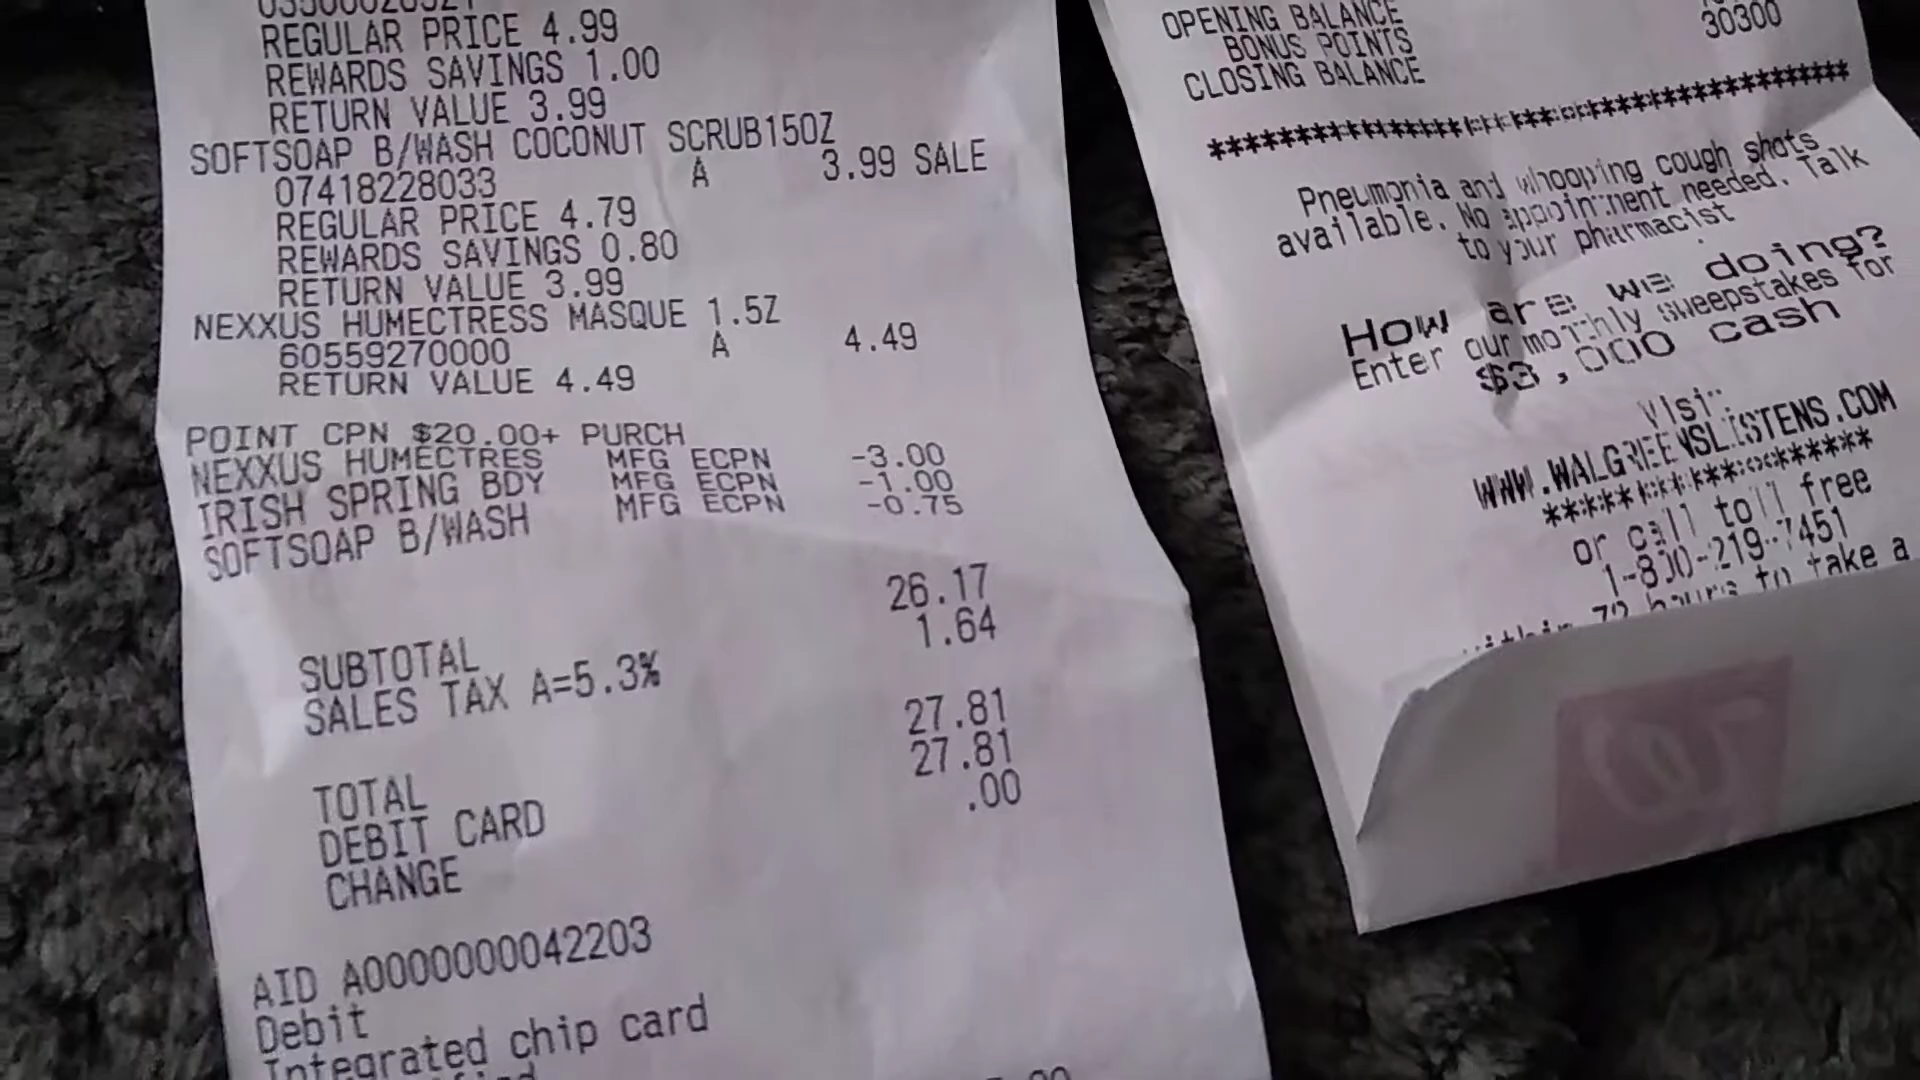 REGULAR PRICE 4.99
REWARDS SAVINGS 1.00
RETURN VALUE 3.99
SOFTSOAP B/WASH COCONUT SCRUB15OZ
07418228033 A 3.99 SALE
REGULAR PRICE 4.79
REWARDS SAVINGS 0.80
RETURN VALUE 3.99
NEXXUS HUMECTRESS MASQUE 1.5Z
60559270000 A 4.49
RETURN VALUE 4.49
POINT CPN $20.00+ PURCH
NEXXUS HUMECTRES MFG ECPN -3.00
IRISH SPRING BDY MFG ECPN -1.00
SOFTSOAP B/WASH MFG ECPN -0.75
SUBTOTAL 26.17
SALES TAX A=5.3% 1.64
TOTAL 27.81
DEBIT CARD 27.81
CHANGE .00
AID A0000000042203
Debit
Integrated chip card
OPENING BALANCE
BONUS POINTS
CLOSING BALANCE 30300
******************************************
Pneumonia and whooping cough shots
available. No appointment needed. Talk
to your pharmacist
How are we doing?
Enter our monthly sweepstakes for
$3,000 cash
Visit
WWW.WALGREENSLISTENS.COM
*********************
or call toll free
1-800-219-7451
within 72 hours to take a